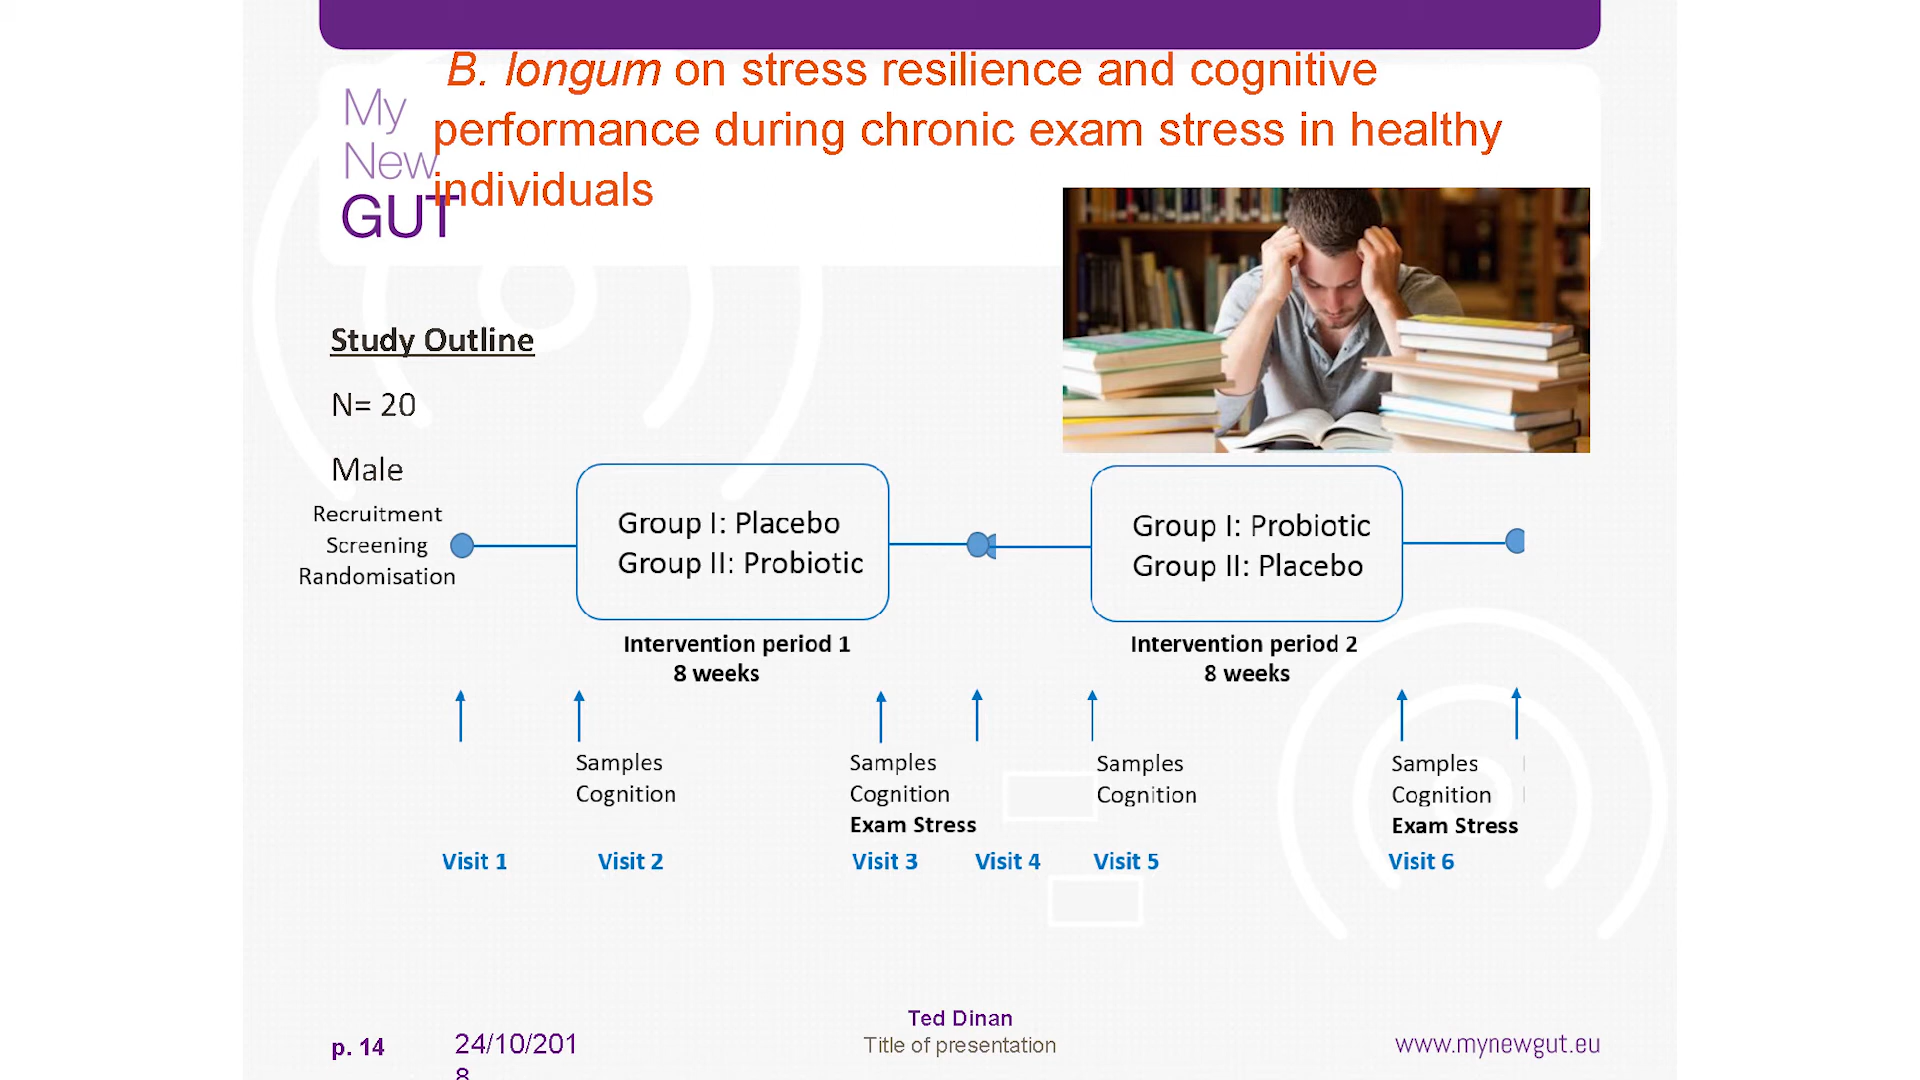 B. longum on stress resilience and cognitive
performance during chronic exam stress in healthy
individuals
My
New
GUT
Study Outline
N= 20
Male
Recruitment
Screening
Randomisation
Group I: Placebo
Group II: Probiotic
Group I: Probiotic
Group II: Placebo
Intervention period 1
8 weeks
Intervention period 2
8 weeks
Samples
Cognition
Samples
Cognition
Exam Stress
Samples
Cognition
Samples
Cognition
Exam Stress
Visit 1
Visit 2
Visit 3
Visit 4
Visit 5
Visit 6
p. 14
24/10/201
8
Ted Dinan
Title of presentation
www.mynewgut.eu